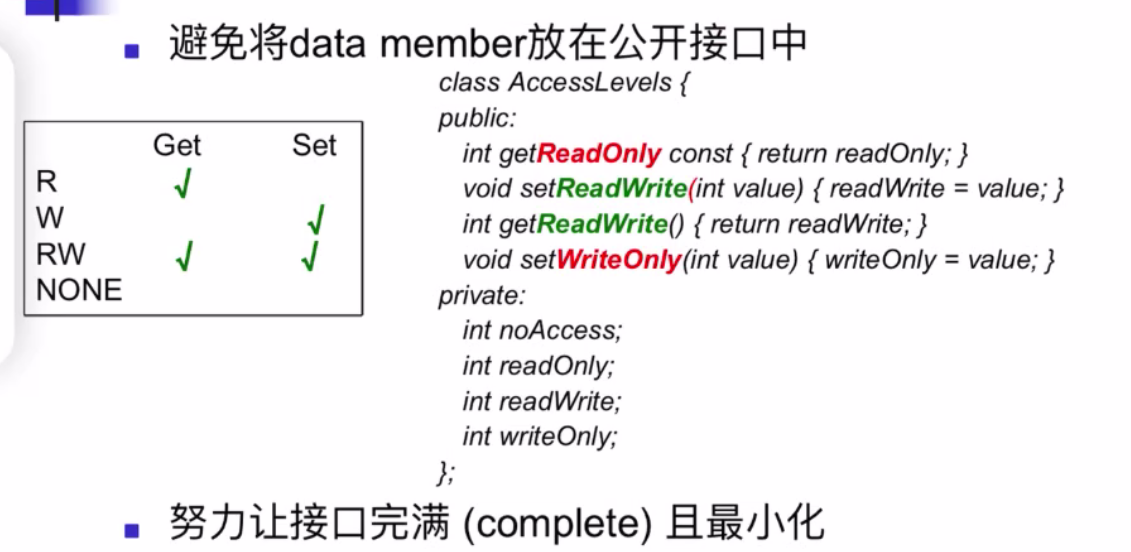 避免将data member放在公开接口中
class AccessLevels {
public:
int getReadOnly const { return readOnly; }
void setReadWrite(int value) { readWrite = value; }
int getReadWrite() { return readWrite; }
void setWriteOnly(int value) { writeOnly = value; }
private:
int noAccess;
int readOnly;
int readWrite;
int writeOnly;
};
Get Set
R √
W √
RW √ √
NONE
努力让接口完满 (complete) 且最小化